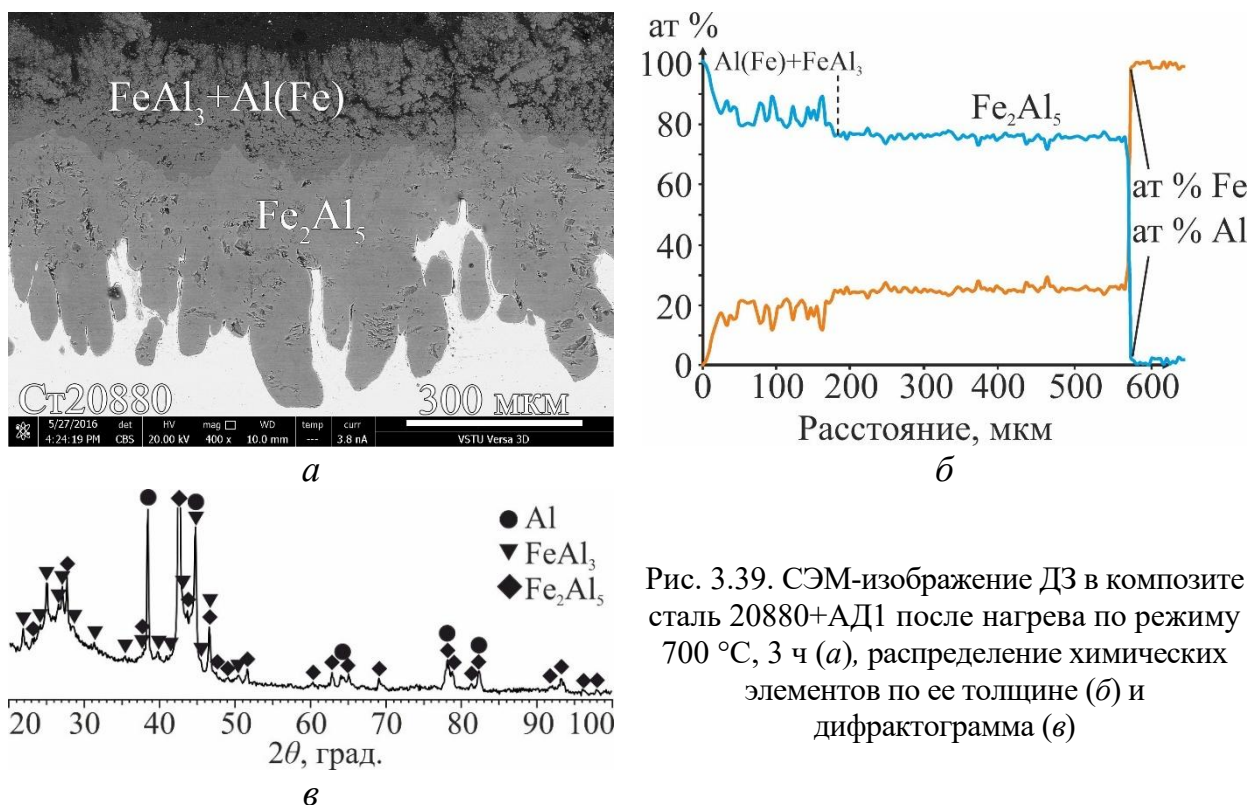 FeAl₃+Al(Fe)
Fe₂Al₅
Ст20880
300 мкм
5/27/2016 det HV mag WD temp curr
4:24:19 PM CBS 20.00 kV 400 x 10.0 mm --- 3.8 nA VSTU Versa 3D
а
ат %
100
80
60
40
20
0
Al(Fe)+FeAl₃
Fe₂Al₅
ат % Fe
ат % Al
0 100 200 300 400 500 600
Расстояние, мкм
б
Al
FeAl₃
Fe₂Al₅
20 30 40 50 60 70 80 90 100
2θ, град.
в
Рис. 3.39. СЭМ-изображение ДЗ в композите
сталь 20880+АД1 после нагрева по режиму
700 °С, 3 ч (а), распределение химических
элементов по ее толщине (б) и
дифрактограмма (в)